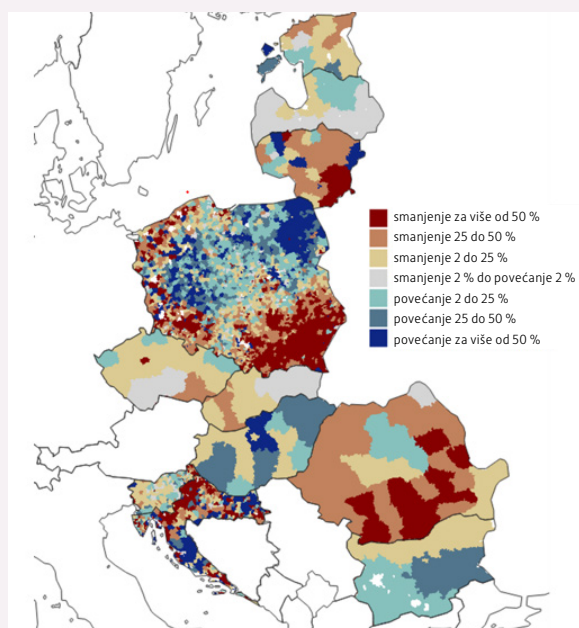 smanjenje za više od 50 %
smanjenje 25 do 50 %
smanjenje 2 do 25 %
smanjenje 2 % do povećanje 2 %
povećanje 2 do 25 %
povećanje 25 do 50 %
povećanje za više od 50 %